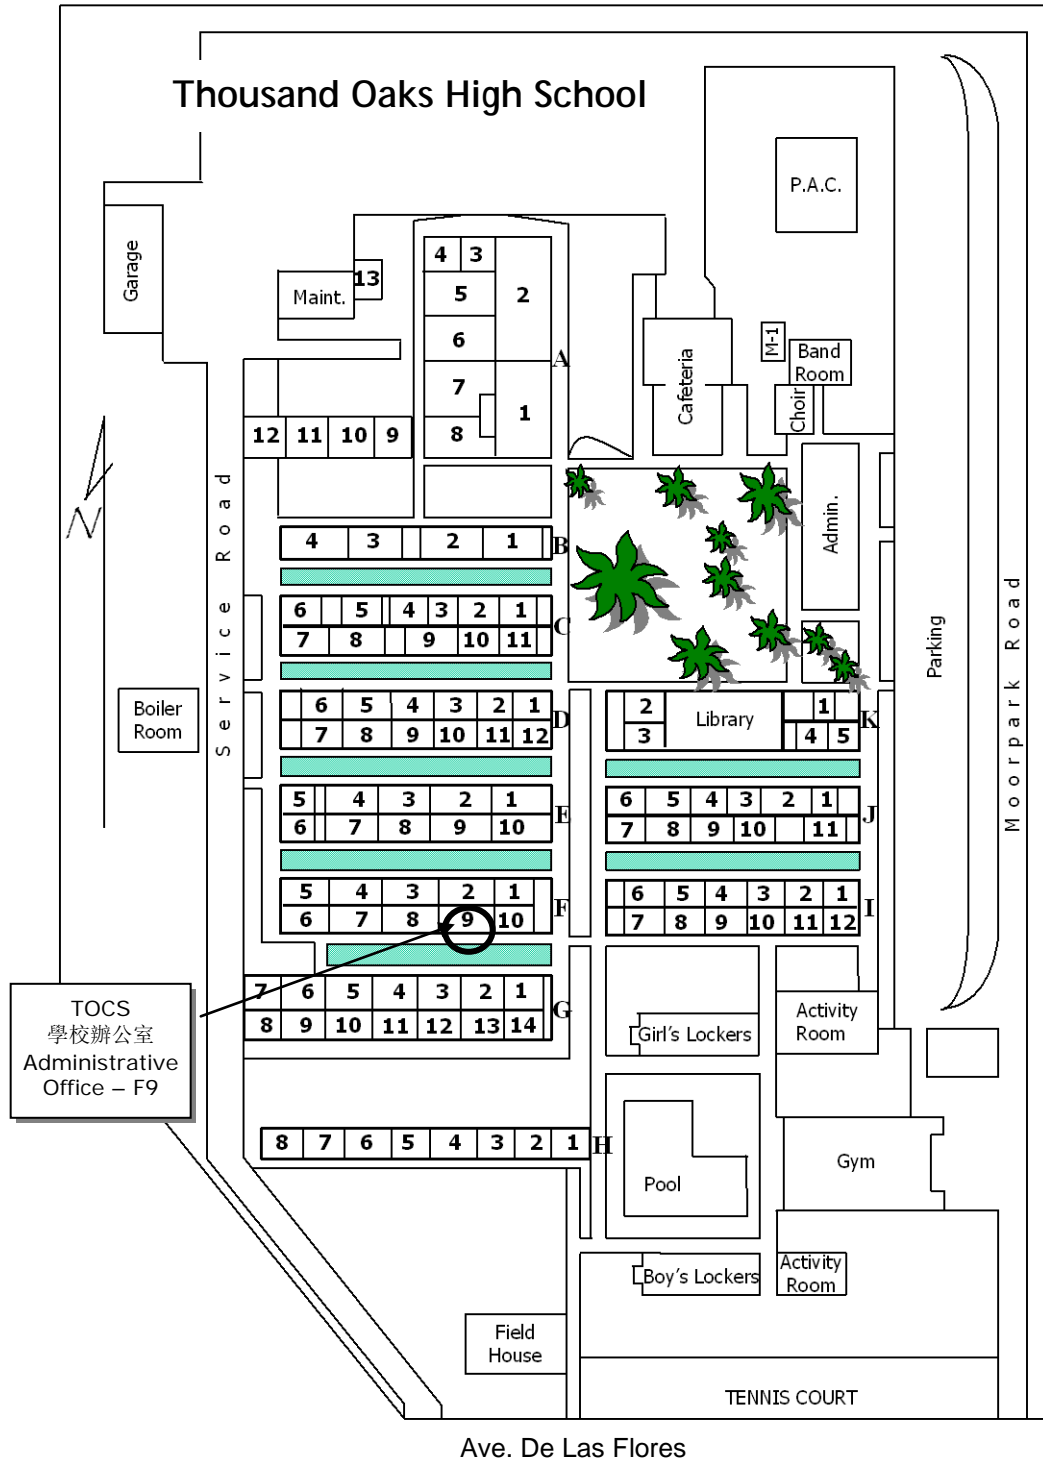 Thousand Oaks High School
P.A.C.
Garage
Maint.
13
4 3
5
2
6
A
7
1
8
12 11 10 9
M-1
Band
Room
Cafeteria
Choir
Admin.
N
Service Road
Parking
Moorpark Road
4 3 2 1 B
6 5 4 3 2 1
C
7 8 9 10 11
Boiler
Room
6 5 4 3 2 1
D
7 8 9 10 11 12
2 Library 1 K
3 4 5
5 4 3 2 1
E
6 7 8 9 10
6 5 4 3 2 1
J
7 8 9 10 11
5 4 3 2 1
F
6 7 8 9 10
6 5 4 3 2 1
I
7 8 9 10 11 12
7 6 5 4 3 2 1
G
8 9 10 11 12 13 14
TOCS
學校辦公室
Administrative
Office – F9
Girl's Lockers
Activity
Room
8 7 6 5 4 3 2 1 H
Pool
Gym
Boy's Lockers
Activity
Room
Field
House
TENNIS COURT
Ave. De Las Flores